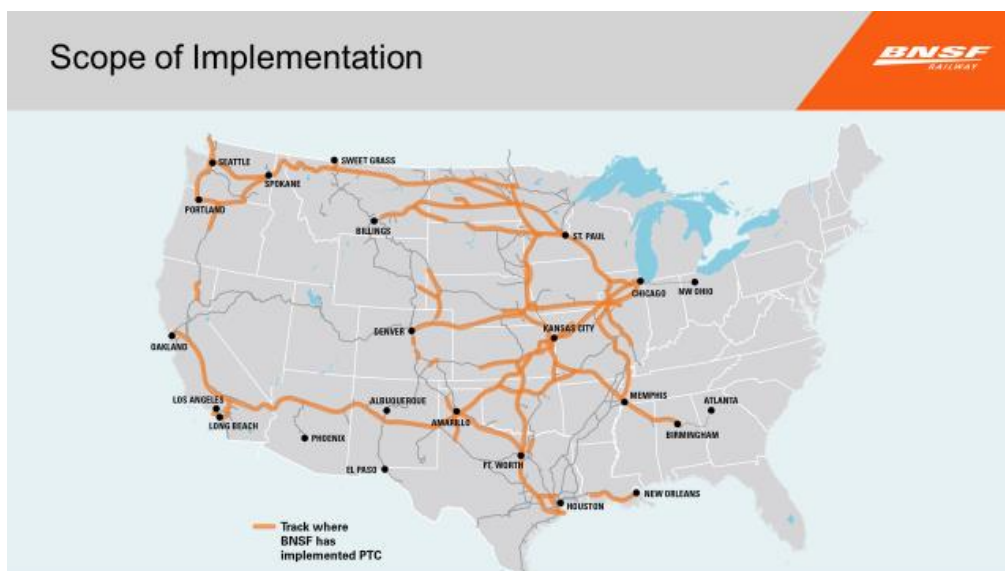 Scope of Implementation
BNSF
RAILWAY
SEATTLE
SWEET GRASS
SPOKANE
PORTLAND
BILLINGS
ST. PAUL
CHICAGO
NW OHIO
DENVER
KANSAS CITY
OAKLAND
LOS ANGELES
ALBUQUERQUE
MEMPHIS
ATLANTA
LONG BEACH
AMARILLO
BIRMINGHAM
PHOENIX
EL PASO
FT. WORTH
NEW ORLEANS
HOUSTON
Track where
BNSF has
implemented PTC